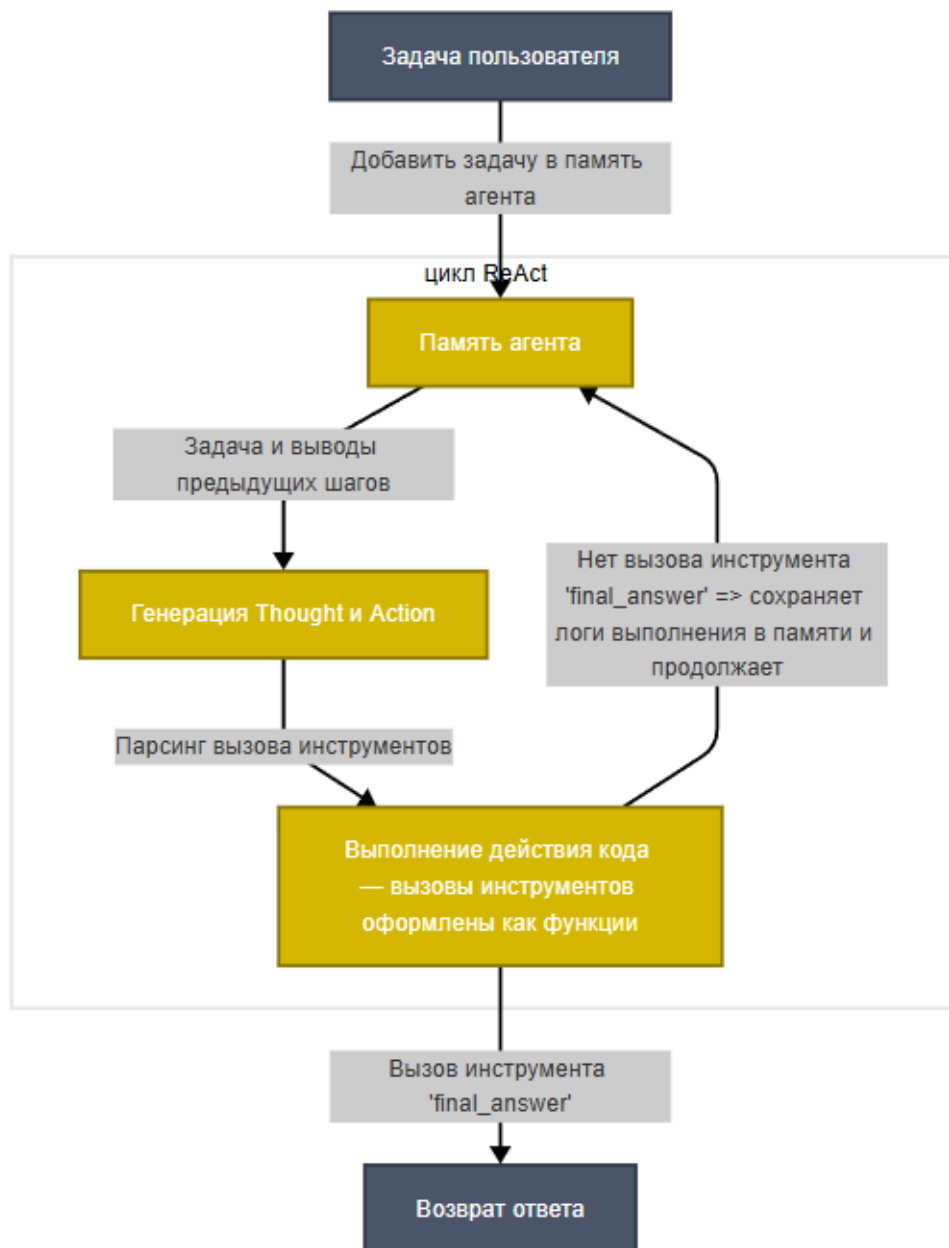 Задача пользователя
Добавить задачу в память
агента
цикл ReAct
Память агента
Задача и выводы
предыдущих шагов
Нет вызова инструмента
'final_answer' => сохраняет
логи выполнения в памяти и
продолжает
Генерация Thought и Action
Парсинг вызова инструментов
Выполнение действия кода
— вызовы инструментов
оформлены как функции
Вызов инструмента
'final_answer'
Возврат ответа